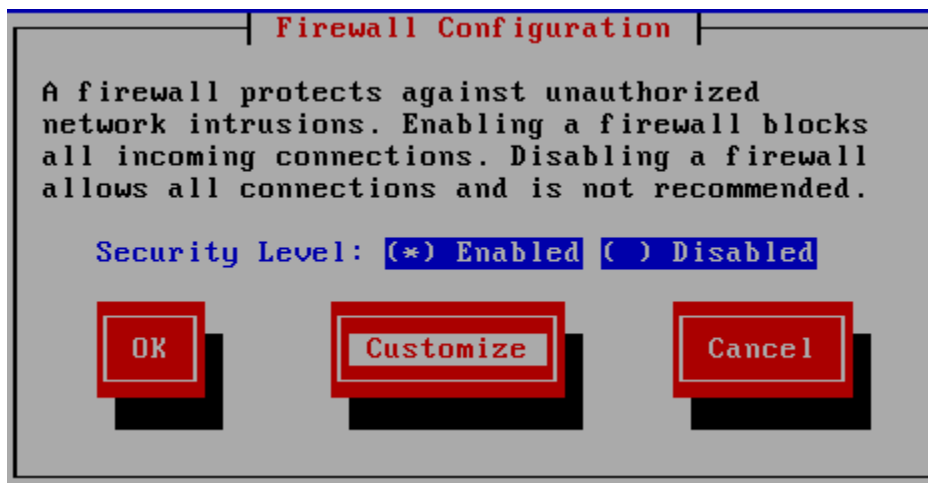 Firewall Configuration
A firewall protects against unauthorized
network intrusions. Enabling a firewall blocks
all incoming connections. Disabling a firewall
allows all connections and is not recommended.
Security Level: (*) Enabled ( ) Disabled
OK Customize Cancel